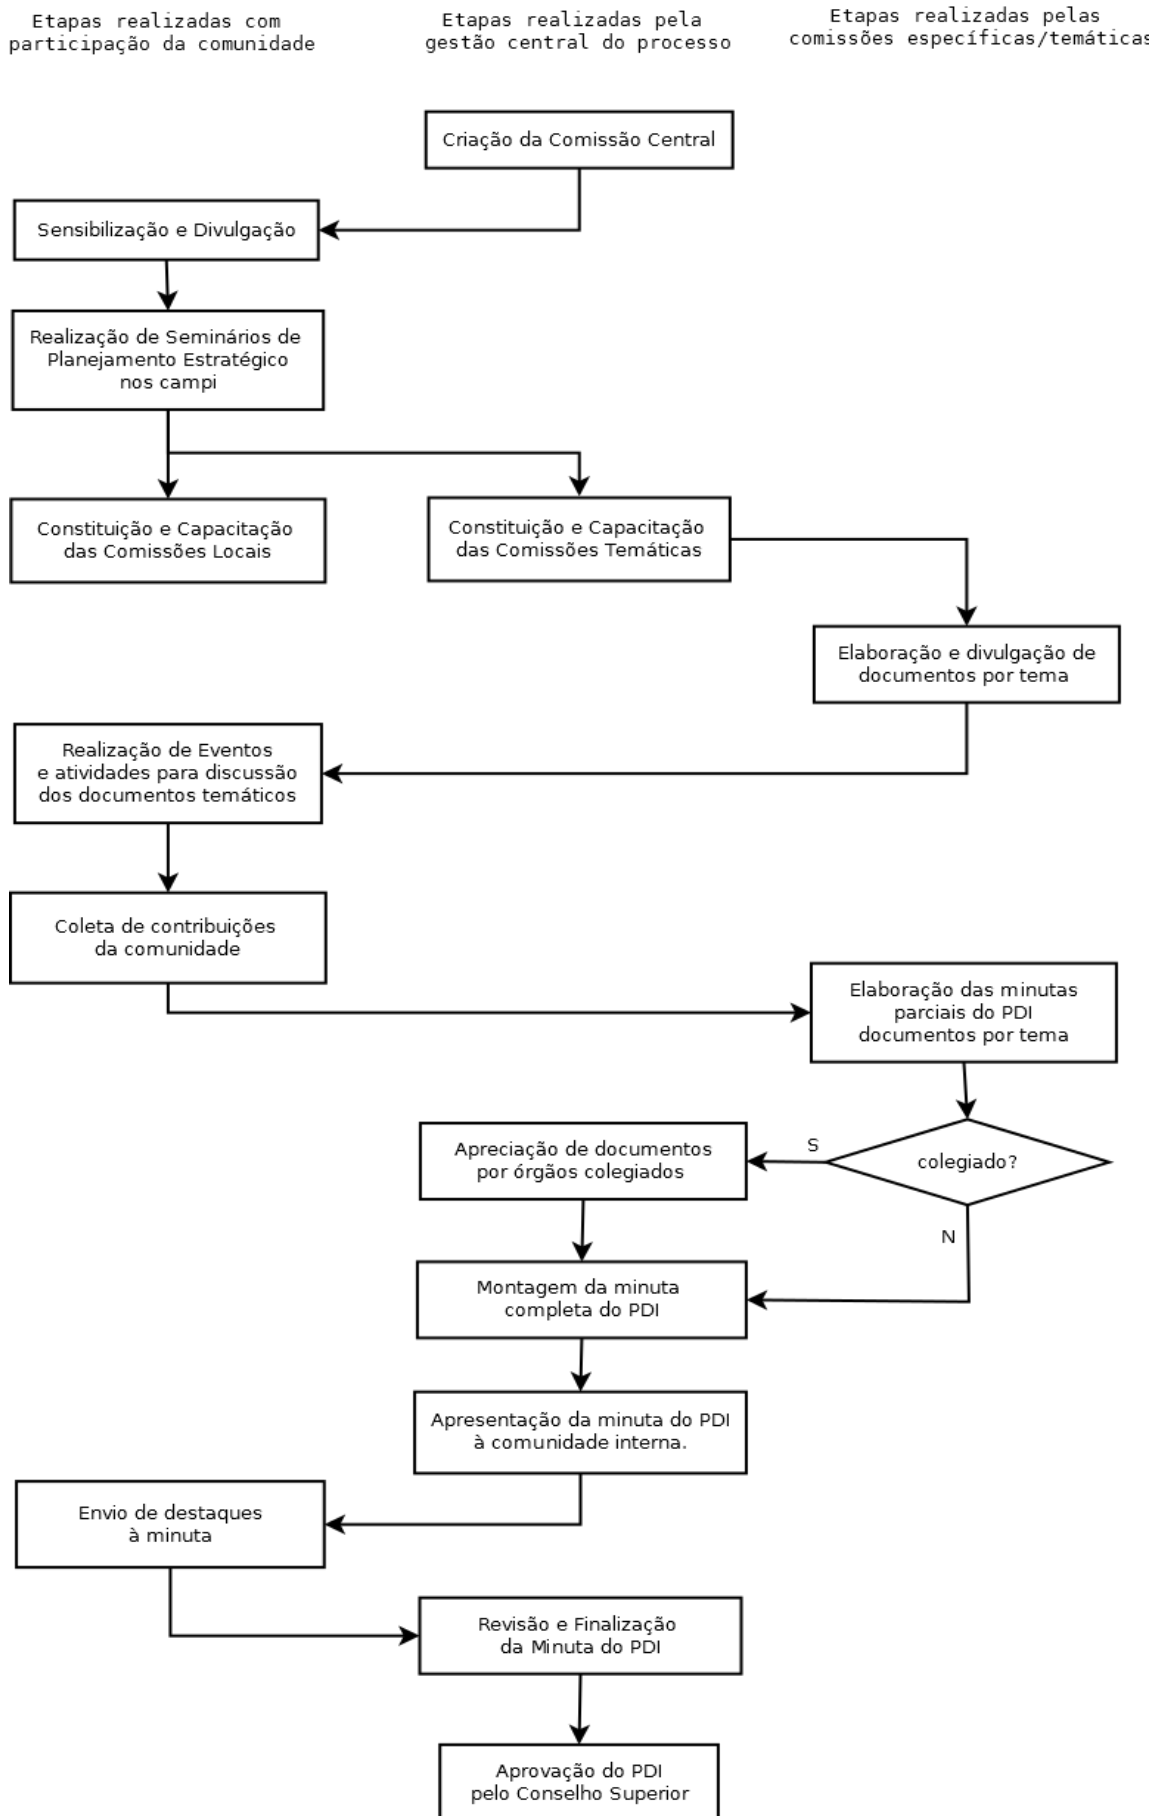 Etapas realizadas com
participação da comunidade
Etapas realizadas pela
gestão central do processo
Etapas realizadas pelas
comissões específicas/temáticas
Criação da Comissão Central
Sensibilização e Divulgação
Realização de Seminários de
Planejamento Estratégico
nos campi
Constituição e Capacitação
das Comissões Locais
Constituição e Capacitação
das Comissões Temáticas
Elaboração e divulgação de
documentos por tema
Realização de Eventos
e atividades para discussão
dos documentos temáticos
Coleta de contribuições
da comunidade
Elaboração das minutas
parciais do PDI
documentos por tema
Apreciação de documentos
por órgãos colegiados
S
colegiado?
N
Montagem da minuta
completa do PDI
Apresentação da minuta do PDI
à comunidade interna.
Envio de destaques
à minuta
Revisão e Finalização
da Minuta do PDI
Aprovação do PDI
pelo Conselho Superior